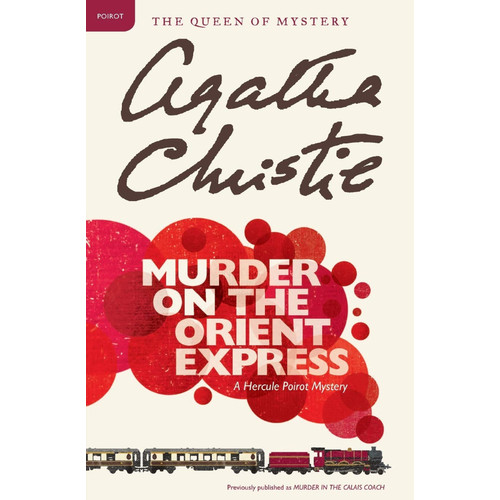 POIROT
THE QUEEN OF MYSTERY
Agatha
Christie
MURDER
ON THE
ORIENT
EXPRESS
A Hercule Poirot Mystery
Previously published as MURDER IN THE CALAIS COACH